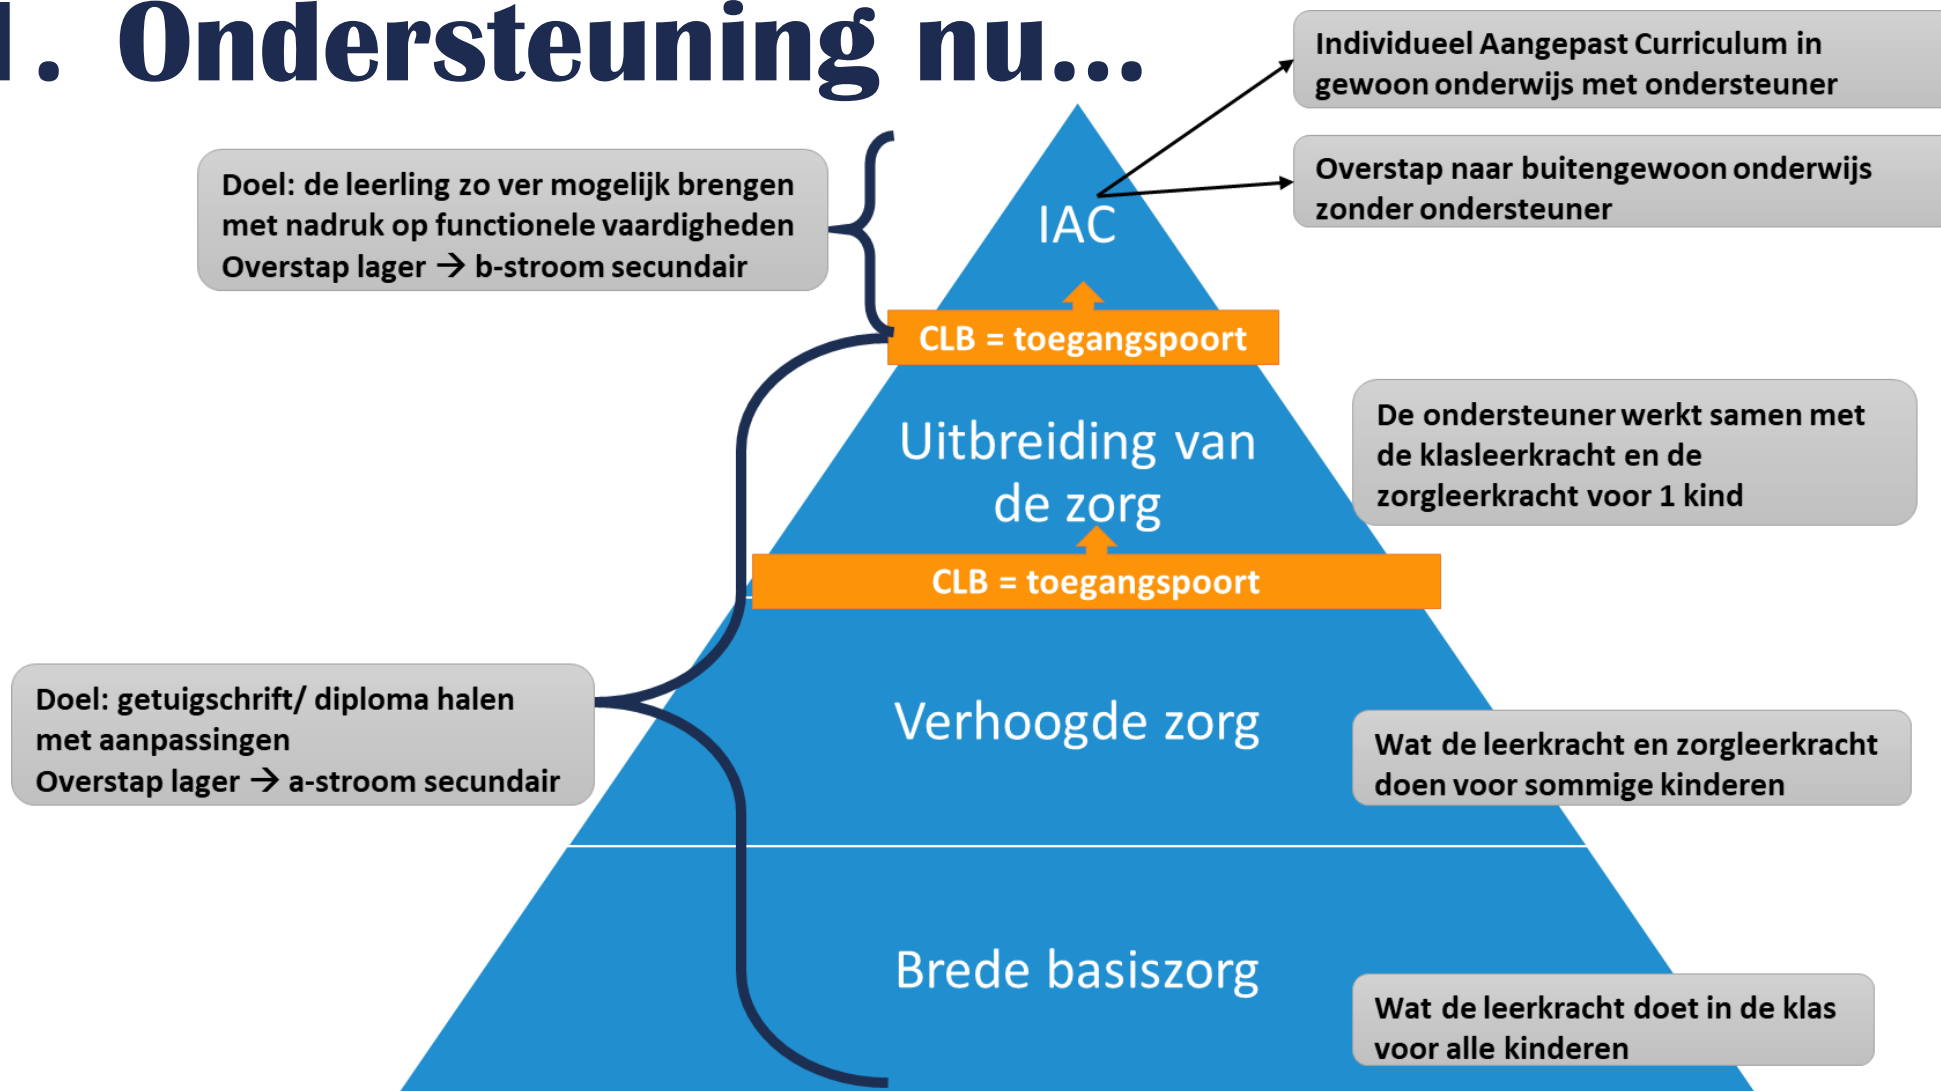 1. Ondersteuning nu...
Individueel Aangepast Curriculum in
gewoon onderwijs met ondersteuner
Overstap naar buitengewoon onderwijs
zonder ondersteuner
Doel: de leerling zo ver mogelijk brengen
met nadruk op functionele vaardigheden
Overstap lager → b-stroom secundair
IAC
CLB = toegangspoort
Uitbreiding van
de zorg
De ondersteuner werkt samen met
de klasleerkracht en de
zorgleerkracht voor 1 kind
CLB = toegangspoort
Doel: getuigschrift/ diploma halen
met aanpassingen
Overstap lager → a-stroom secundair
Verhoogde zorg
Wat de leerkracht en zorgleerkracht
doen voor sommige kinderen
Brede basiszorg
Wat de leerkracht doet in de klas
voor alle kinderen